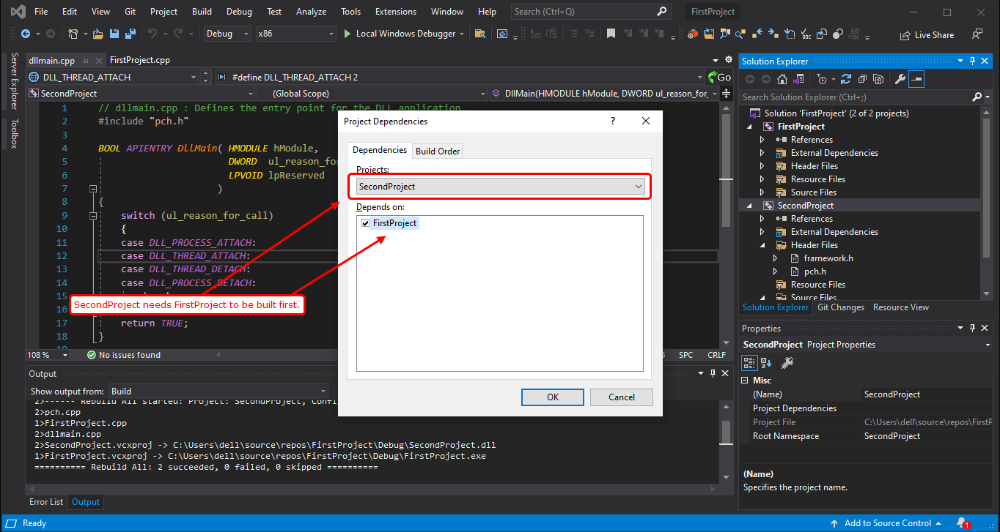 File Edit View Git Project Build Debug Test Analyze Tools Extensions Window Help Search (Ctrl+Q) FirstProject
Debug x86 Local Windows Debugger Live Share
Server Explorer
Toolbox
dllmain.cpp FirstProject.cpp
DLL_THREAD_ATTACH #define DLL_THREAD_ATTACH 2 Go
SecondProject (Global Scope) DllMain(HMODULE hModule, DWORD ul_reason_for_
1 // dllmain.cpp : Defines the entry point for the DLL application.
2 #include "pch.h"
3
4 BOOL APIENTRY DllMain( HMODULE hModule,
5 DWORD ul_reason_for
6 LPVOID lpReserved
7 )
8 {
9 switch (ul_reason_for_call)
10 {
11 case DLL_PROCESS_ATTACH:
12 case DLL_THREAD_ATTACH:
13 case DLL_THREAD_DETACH:
14 case DLL_PROCESS_DETACH:
15
16
17 return TRUE;
18 }
SecondProject needs FirstProject to be built first.
108 % No issues found SPC CRLF
Project Dependencies ?
Dependencies Build Order
Projects:
SecondProject
Depends on:
FirstProject
OK Cancel
Output
Show output from: Build
2>------ Rebuild All started: Project: SecondProject, Confi
2>pch.cpp
1>FirstProject.cpp
2>dllmain.cpp
2>SecondProject.vcxproj -> C:\Users\dell\source\repos\FirstProject\Debug\SecondProject.dll
1>FirstProject.vcxproj -> C:\Users\dell\source\repos\FirstProject\Debug\FirstProject.exe
========== Rebuild All: 2 succeeded, 0 failed, 0 skipped ==========
Error List Output
Solution Explorer
Search Solution Explorer (Ctrl+;)
Solution 'FirstProject' (2 of 2 projects)
FirstProject
References
External Dependencies
Header Files
Resource Files
Source Files
SecondProject
References
External Dependencies
Header Files
framework.h
pch.h
Resource Files
Source Files
Solution Explorer Git Changes Resource View
Properties
SecondProject Project Properties
Misc
(Name) SecondProject
Project Dependencies
Project File C:\Users\dell\source\repos\FirstP
Root Namespace SecondProject
(Name)
Specifies the project name.
Ready Add to Source Control 1